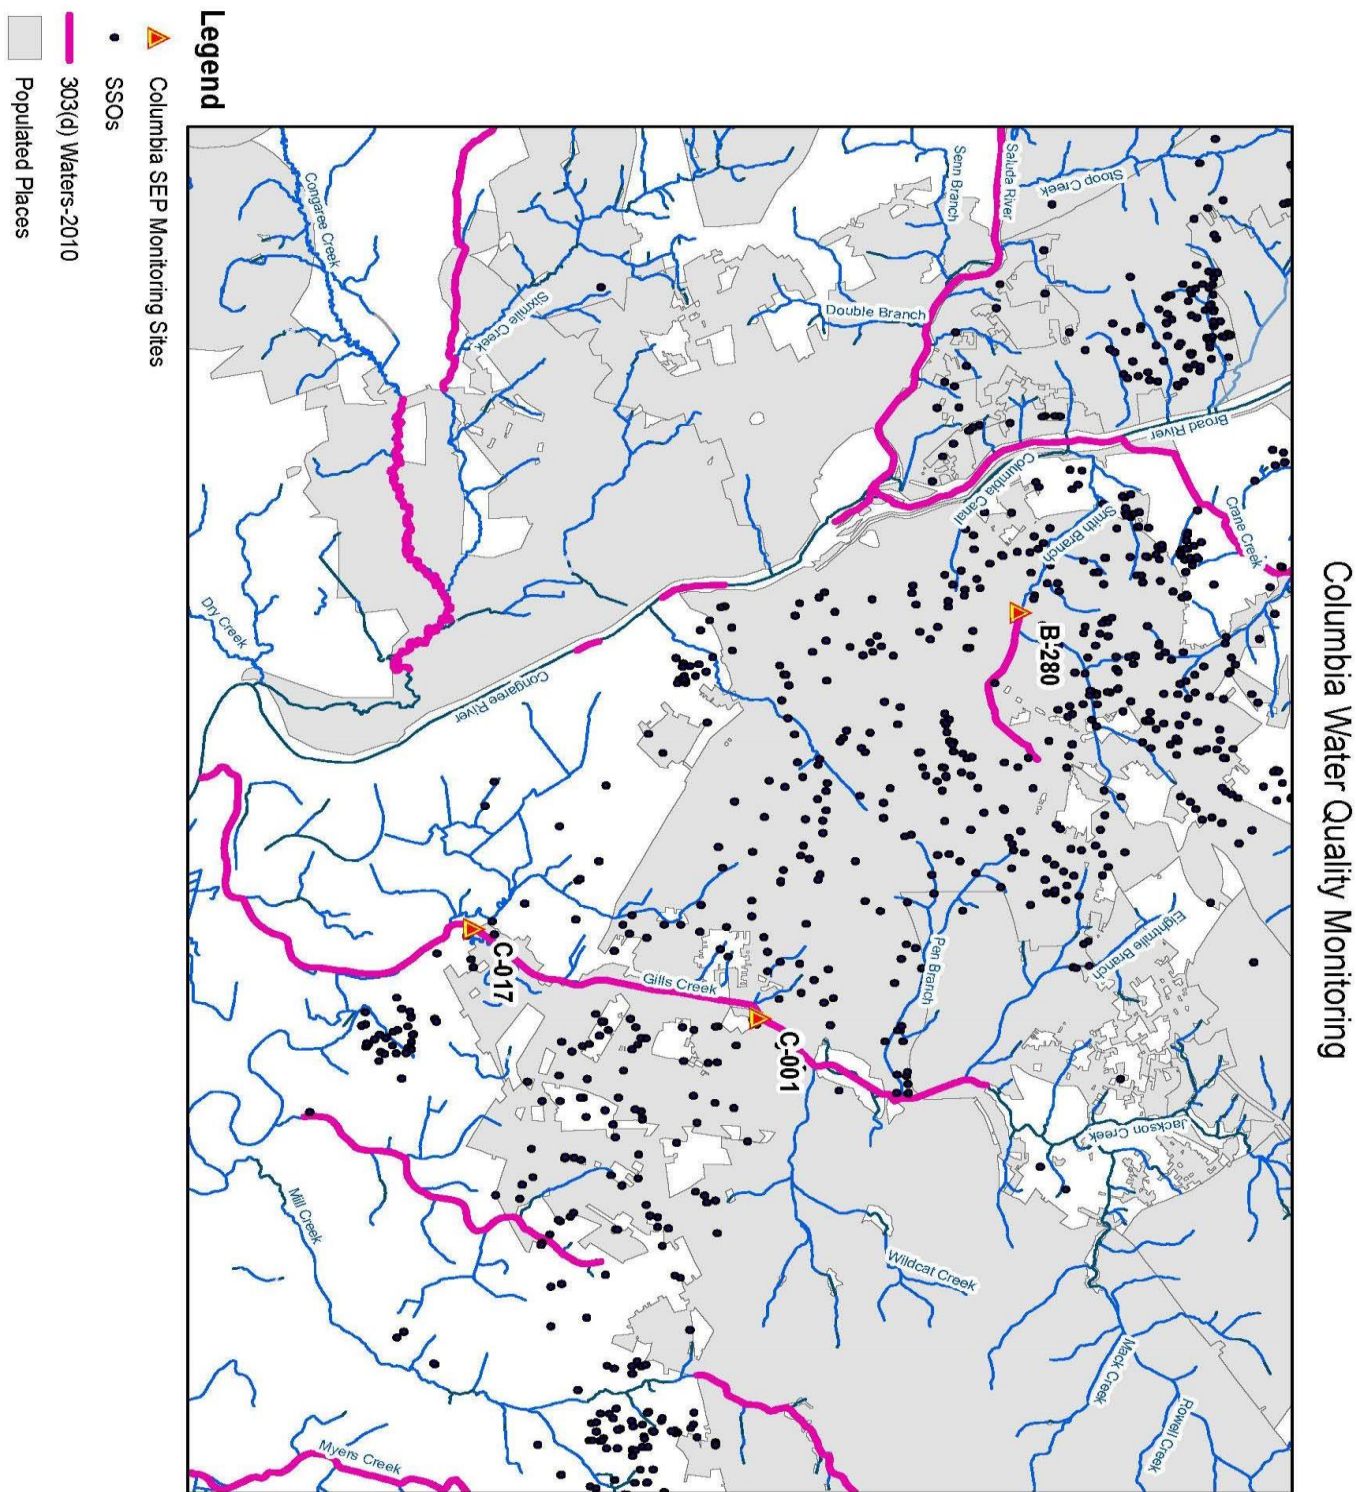 Columbia Water Quality Monitoring
Stoop Creek
Saluda River
Senn Branch
Double Branch
Broad River
Crane Creek
Columbia Canal
Smith Branch
B-280
Congaree Creek
Sixmile Creek
Dry Creek
Congaree River
Eightmile Branch
Pen Branch
Gills Creek
C-017
C-001
Jackson Creek
Wildcat Creek
Mack Creek
Rowell Creek
Mill Creek
Myers Creek
Legend
Columbia SEP Monitoring Sites
SSOs
303(d) Waters-2010
Populated Places